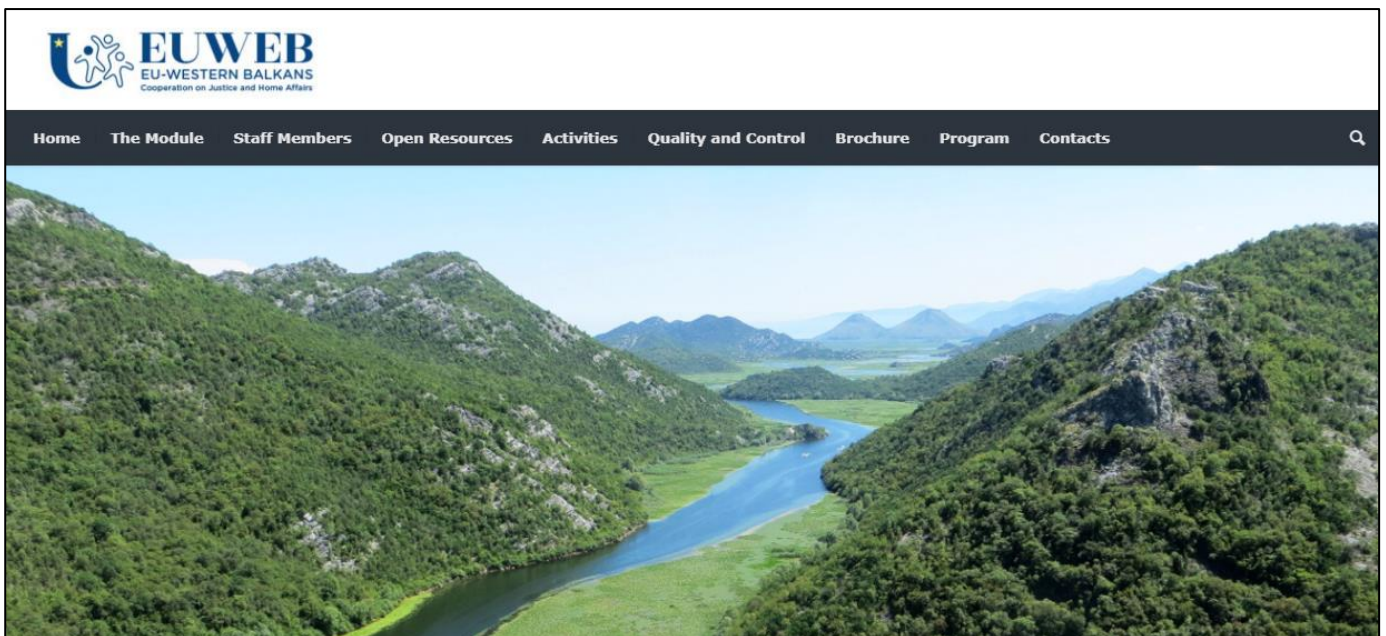 EUWEB
EU-WESTERN BALKANS
Cooperation on Justice and Home Affairs
Home The Module Staff Members Open Resources Activities Quality and Control Brochure Program Contacts